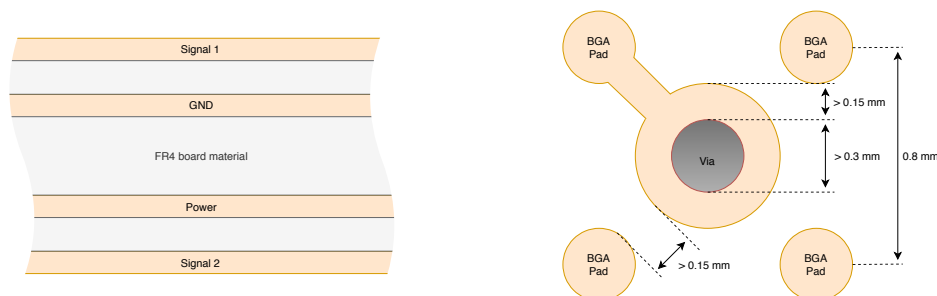 Signal 1
GND
FR4 board material
Power
Signal 2
BGA
Pad
BGA
Pad
> 0.15 mm
Via
> 0.3 mm
0.8 mm
BGA
Pad
> 0.15 mm
BGA
Pad